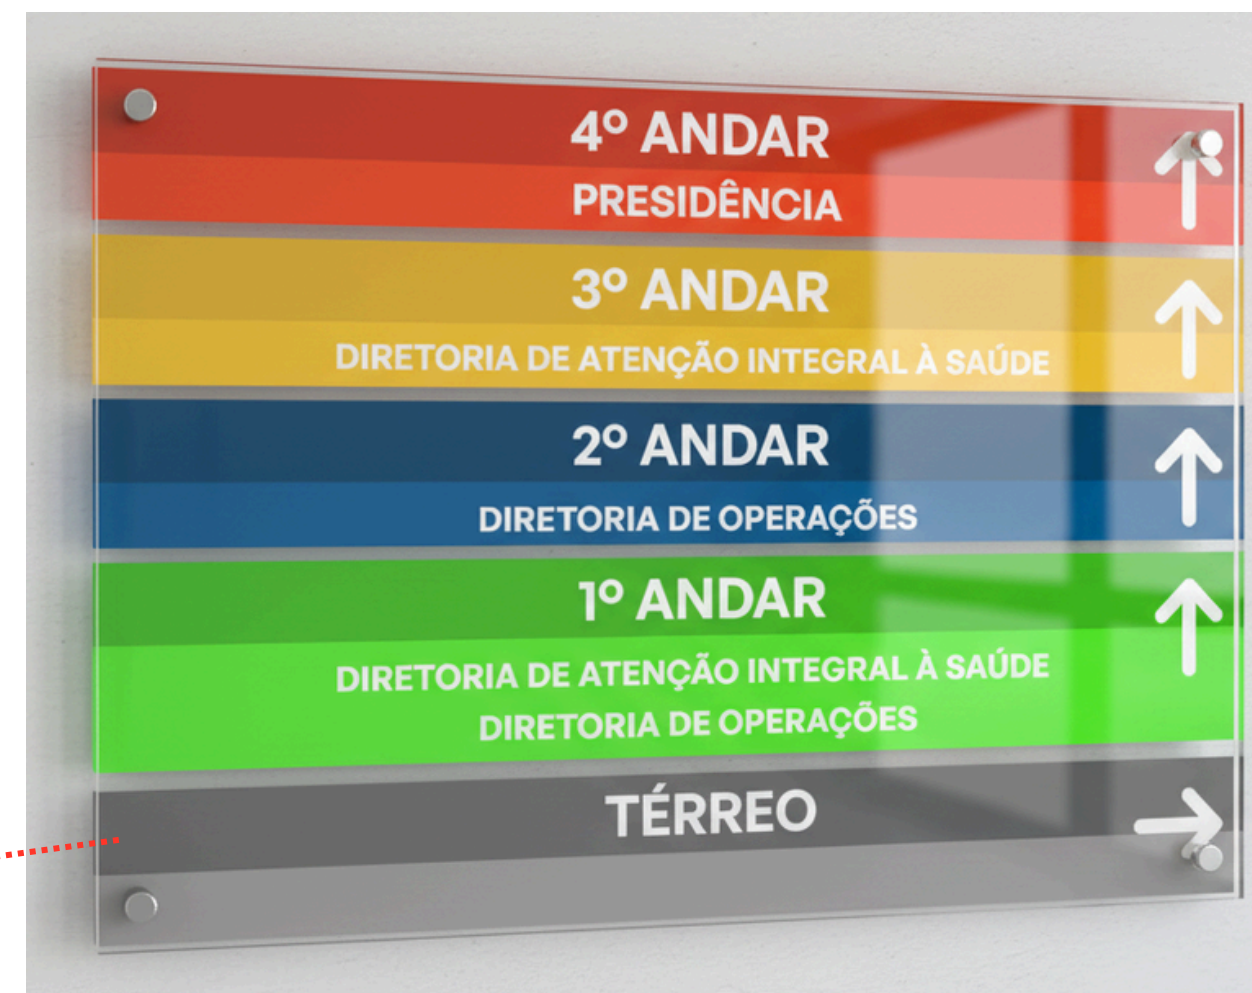 4º ANDAR
PRESIDÊNCIA
3º ANDAR
DIRETORIA DE ATENÇÃO INTEGRAL À SAÚDE
2º ANDAR
DIRETORIA DE OPERAÇÕES
1º ANDAR
DIRETORIA DE ATENÇÃO INTEGRAL À SAÚDE
DIRETORIA DE OPERAÇÕES
TÉRREO